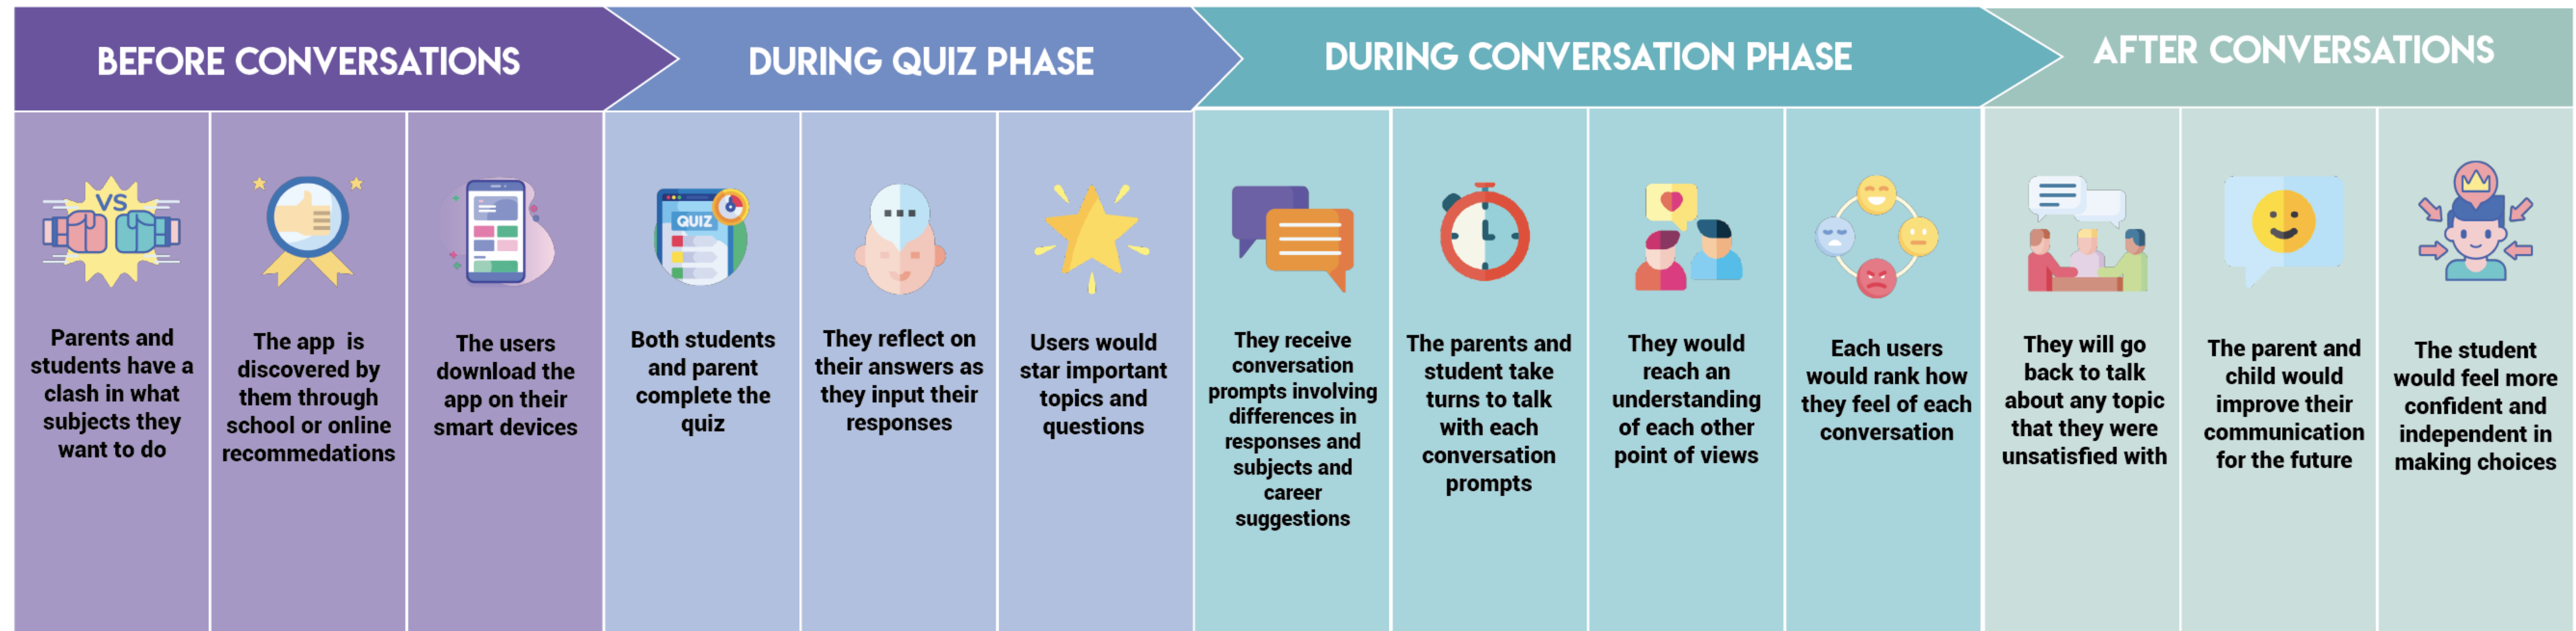 BEFORE CONVERSATIONS
DURING QUIZ PHASE
DURING CONVERSATION PHASE
AFTER CONVERSATIONS
VS
Parents and
students have a
clash in what
subjects they
want to do
The app is
discovered by
them through
school or online
recommedations
The users
download the
app on their
smart devices
QUIZ
Both students
and parent
complete the
quiz
They reflect on
their answers as
they input their
responses
Users would
star important
topics and
questions
They receive
conversation
prompts involving
differences in
responses and
subjects and
career
suggestions
The parents and
student take
turns to talk
with each
conversation
prompts
They would
reach an
understanding
of each other
point of views
Each users
would rank how
they feel of each
conversation
They will go
back to talk
about any topic
that they were
unsatisfied with
The parent and
child would
improve their
communication
for the future
The student
would feel more
confident and
independent in
making choices